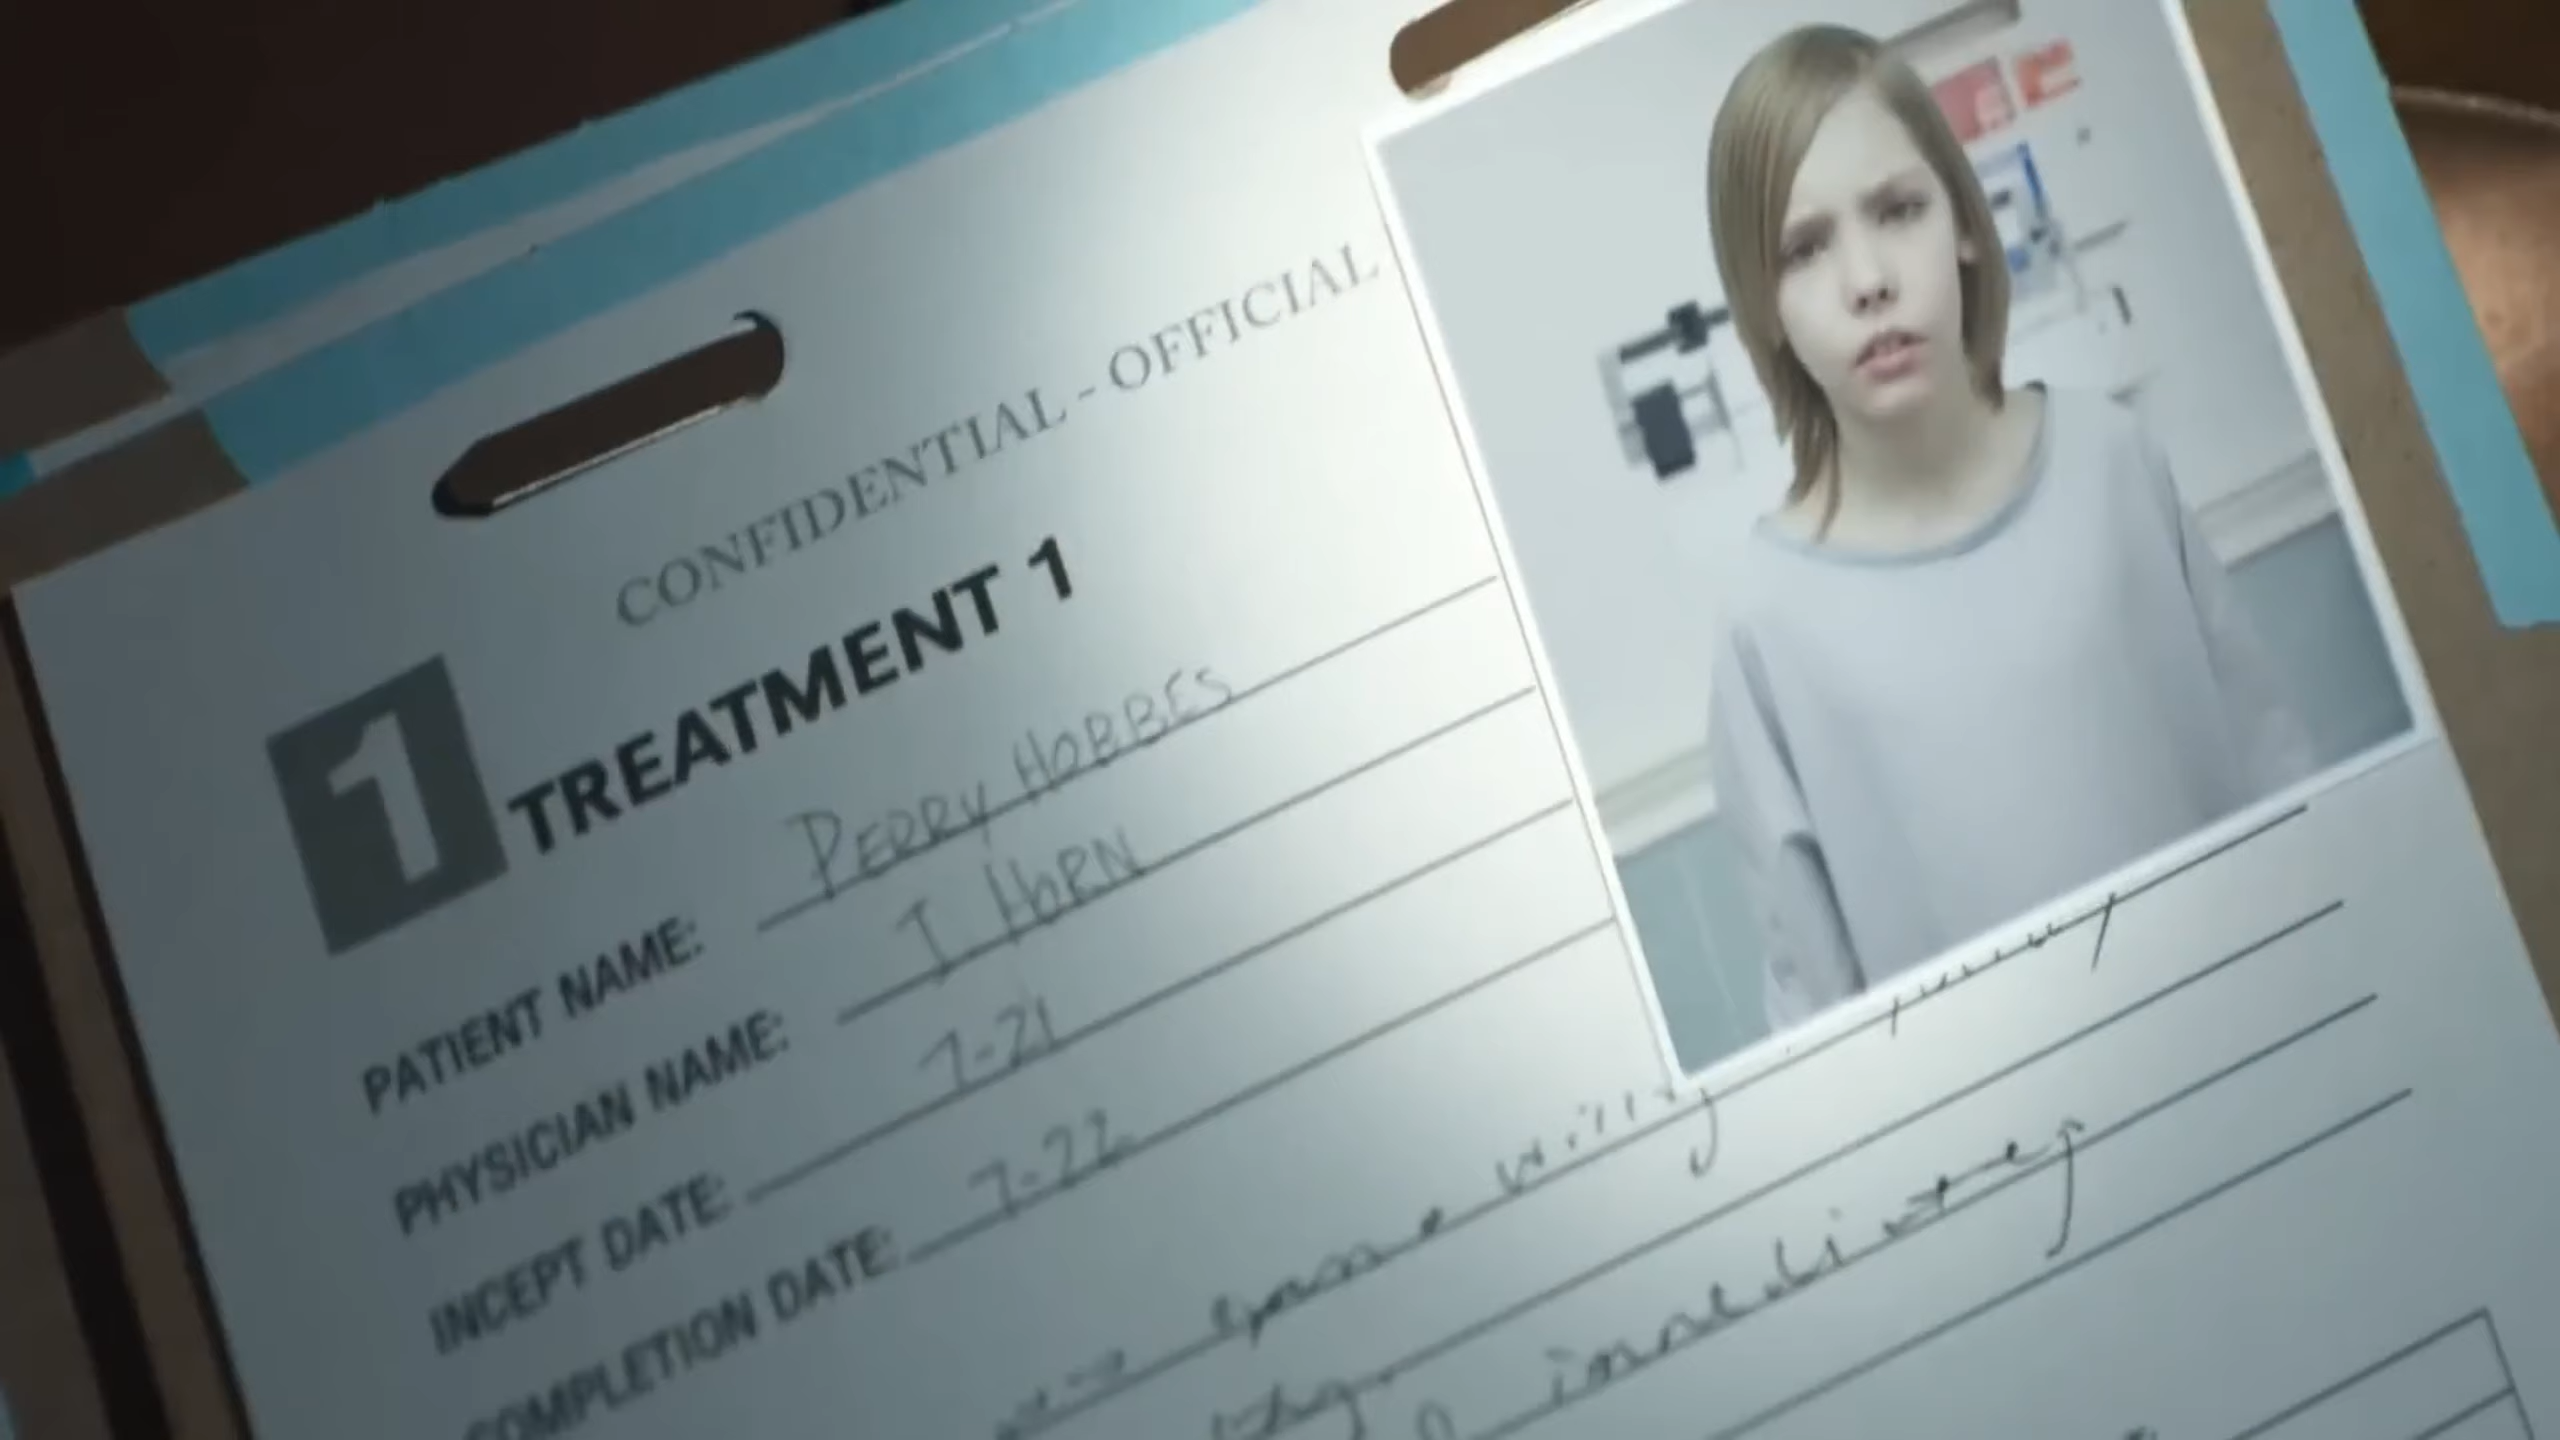 CONFIDENTIAL - OFFICIAL
1 TREATMENT 1
PATIENT NAME: PERRY HOBBES
PHYSICIAN NAME: I. HORN
INCEPT DATE: 7-21
COMPLETION DATE: 7-22